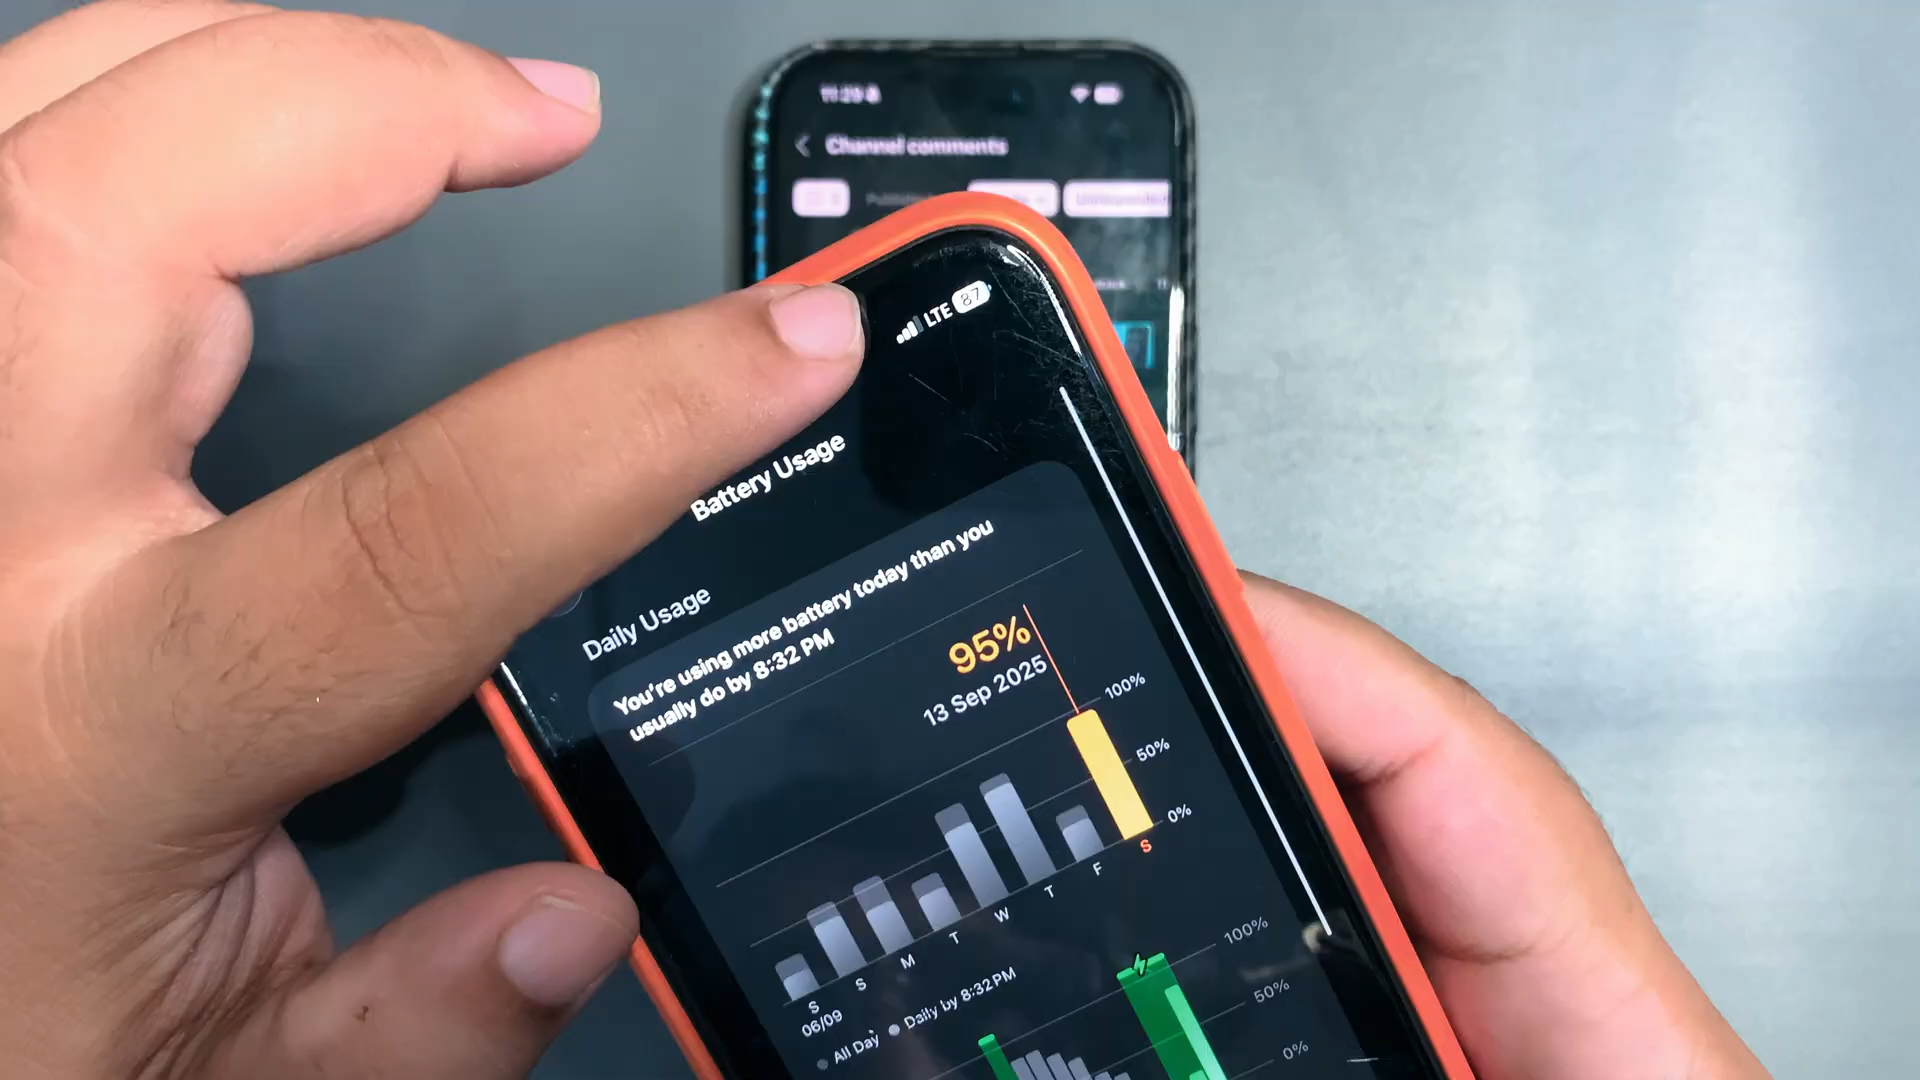 11:29
Channel comments
LTE 87
Battery Usage
Daily Usage
You're using more battery today than you
usually do by 8:32 PM
95%
13 Sep 2025
100%
50%
0%
S S M T W T F S
06/09
All Day Daily by 8:32 PM
100%
50%
0%